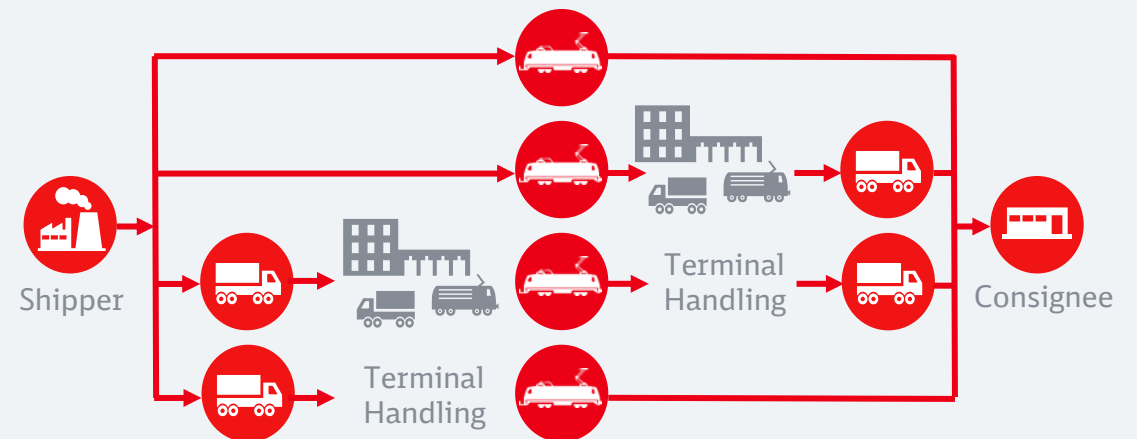 Shipper
Terminal
Handling
Consignee
Terminal
Handling